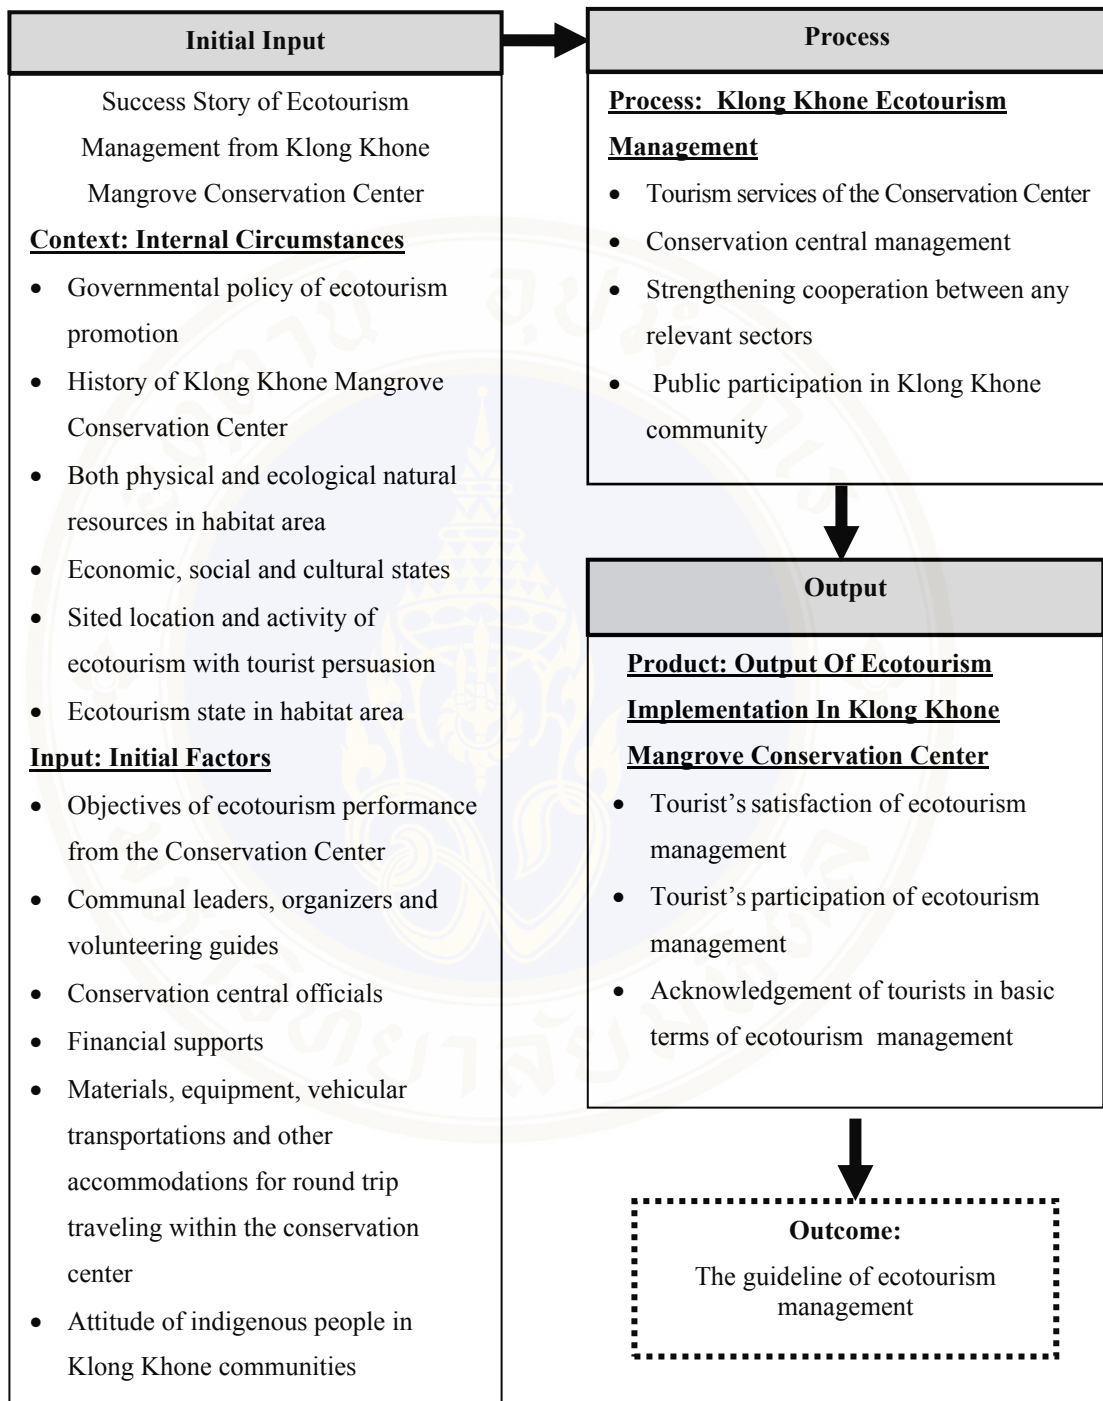 Initial Input
Success Story of Ecotourism
Management from Klong Khone
Mangrove Conservation Center
Context: Internal Circumstances
• Governmental policy of ecotourism
promotion
• History of Klong Khone Mangrove
Conservation Center
• Both physical and ecological natural
resources in habitat area
• Economic, social and cultural states
• Sited location and activity of
ecotourism with tourist persuasion
• Ecotourism state in habitat area
Input: Initial Factors
• Objectives of ecotourism performance
from the Conservation Center
• Communal leaders, organizers and
volunteering guides
• Conservation central officials
• Financial supports
• Materials, equipment, vehicular
transportations and other
accommodations for round trip
traveling within the conservation
center
• Attitude of indigenous people in
Klong Khone communities
Process
Process: Klong Khone Ecotourism
Management
• Tourism services of the Conservation Center
• Conservation central management
• Strengthening cooperation between any
relevant sectors
• Public participation in Klong Khone
community
Output
Product: Output Of Ecotourism
Implementation In Klong Khone
Mangrove Conservation Center
• Tourist’s satisfaction of ecotourism
management
• Tourist’s participation of ecotourism
management
• Acknowledgement of tourists in basic
terms of ecotourism management
Outcome:
The guideline of ecotourism
management